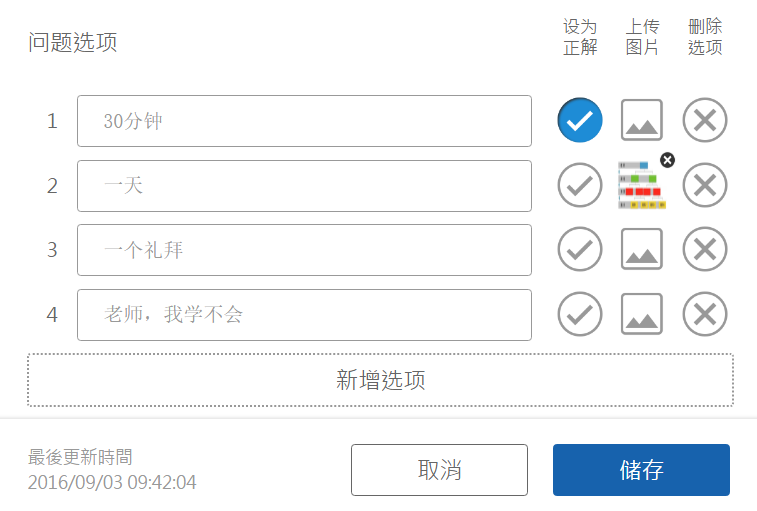 问题选项
设为
正解
上传
图片
删除
选项
1 30分钟
2 一天
3 一个礼拜
4 老师，我学不会
新增选项
最後更新時間
2016/09/03 09:42:04
取消
储存